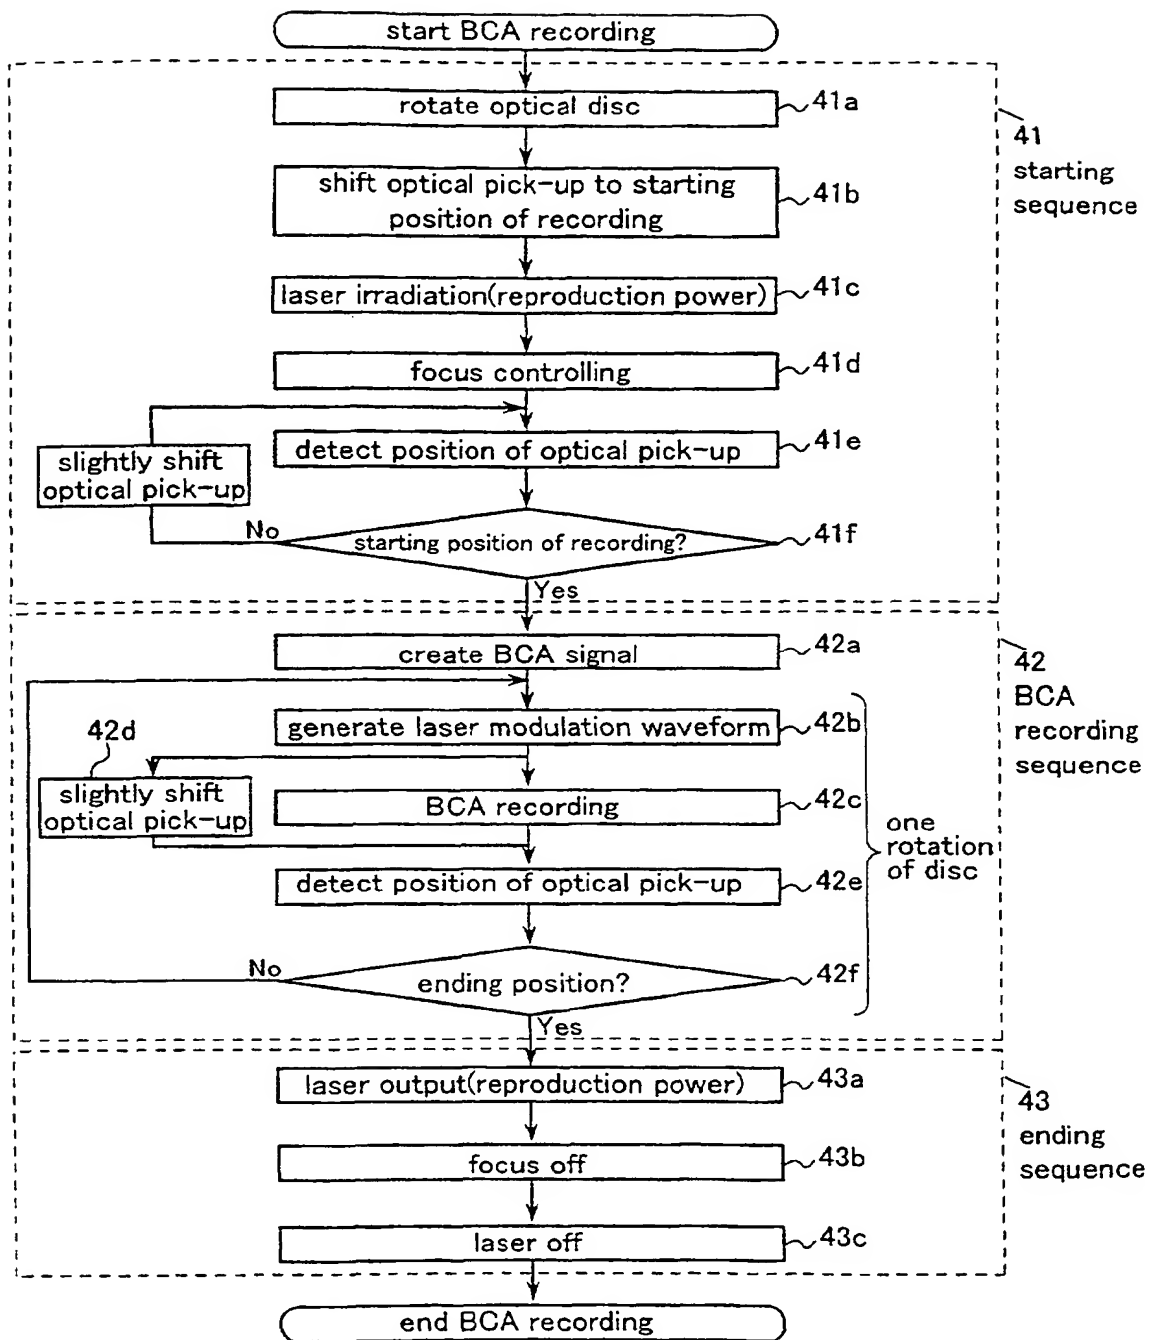 start BCA recording
rotate optical disc
41a
41
starting
sequence
shift optical pick-up to starting
position of recording
41b
laser irradiation(reproduction power)
41c
focus controlling
41d
detect position of optical pick-up
41e
slightly shift
optical pick-up
No
starting position of recording?
41f
Yes
create BCA signal
42a
42
BCA
recording
sequence
generate laser modulation waveform
42b
42d
slightly shift
optical pick-up
BCA recording
42c
one
rotation
of disc
detect position of optical pick-up
42e
No
ending position?
42f
Yes
laser output(reproduction power)
43a
43
ending
sequence
focus off
43b
laser off
43c
end BCA recording